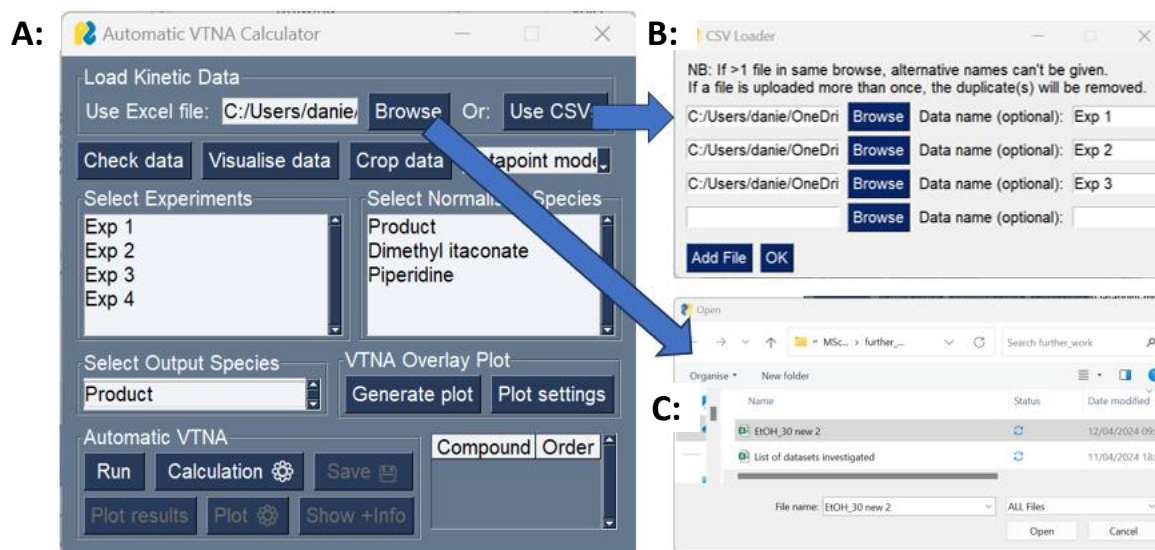 A:
Automatic VTNA Calculator
Load Kinetic Data
Use Excel file: C:/Users/danie/ Browse Or: Use CSVs
Check data Visualise data Crop data tapoint mode
Select Experiments Select Normalis Species
Exp 1
Exp 2
Exp 3
Exp 4
Product
Dimethyl itaconate
Piperidine
Select Output Species
Product
VTNA Overlay Plot
Generate plot Plot settings
Automatic VTNA
Run Calculation Save
Plot results Plot Show +Info
Compound Order
B:
CSV Loader
NB: If >1 file in same browse, alternative names can't be given.
If a file is uploaded more than once, the duplicate(s) will be removed.
C:/Users/danie/OneDri Browse Data name (optional): Exp 1
C:/Users/danie/OneDri Browse Data name (optional): Exp 2
C:/Users/danie/OneDri Browse Data name (optional): Exp 3
Browse Data name (optional):
Add File OK
C:
Open
« MSc... › further_... Search further_work
Organise New folder
Name Status Date modified
EtOH_30 new 2 12/04/2024 09:
List of datasets investigated 11/04/2024 18:
File name: EtOH_30 new 2 ALL Files
Open Cancel